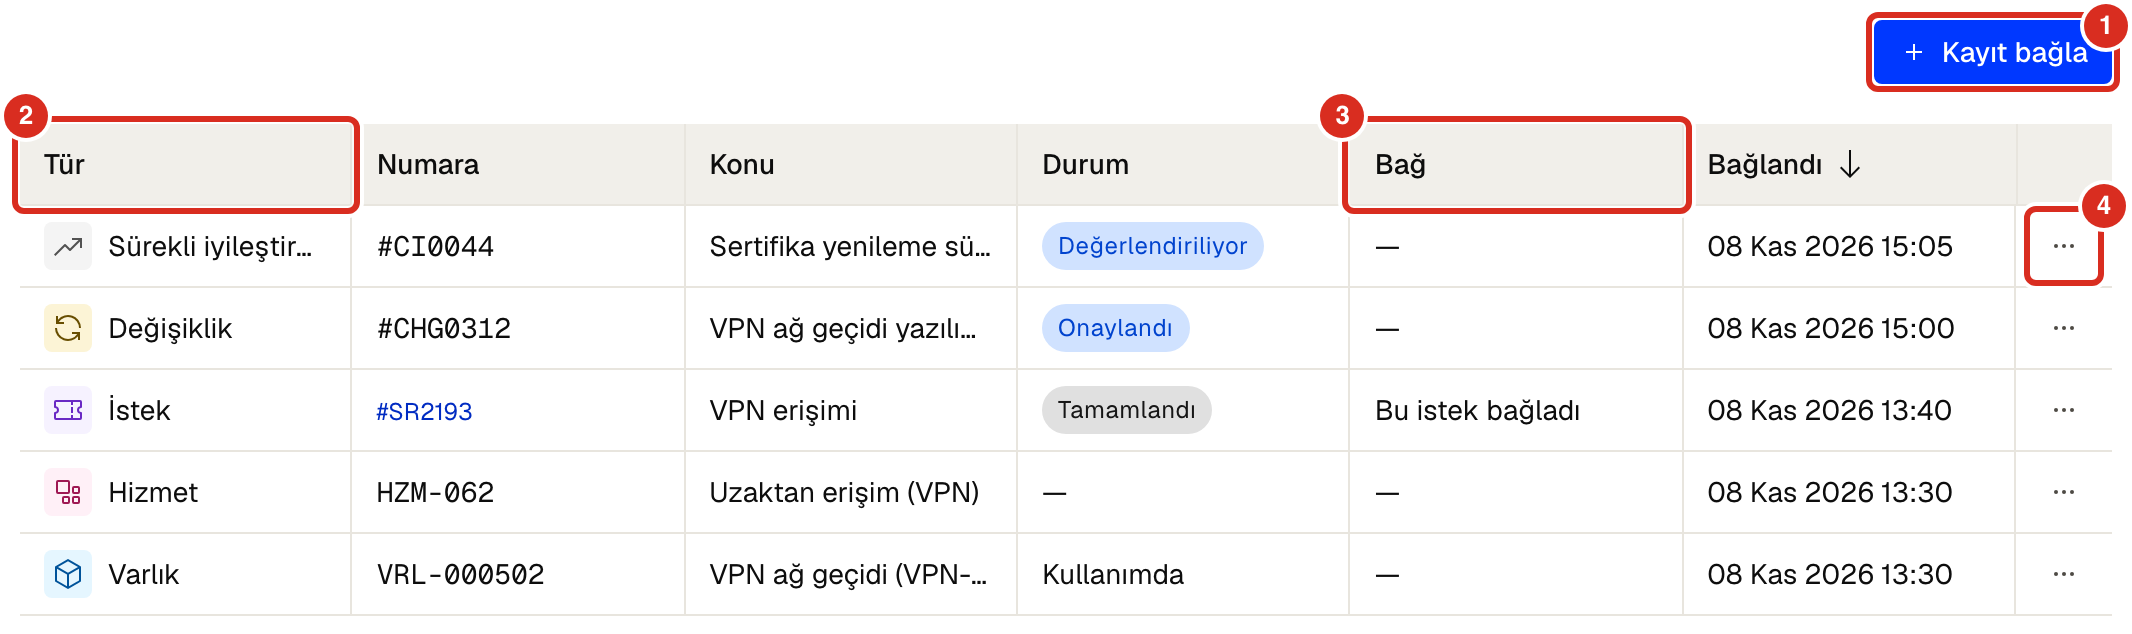 1
+ Kayıt bağla
2 3
Tür Numara Konu Durum Bağ Bağlandı ↓
4
Sürekli iyileştir... #CI0044 Sertifika yenileme sü... Değerlendiriliyor — 08 Kas 2026 15:05 ...
Değişiklik #CHG0312 VPN ağ geçidi yazılı... Onaylandı — 08 Kas 2026 15:00 ...
İstek #SR2193 VPN erişimi Tamamlandı Bu istek bağladı 08 Kas 2026 13:40 ...
Hizmet HZM-062 Uzaktan erişim (VPN) — — 08 Kas 2026 13:30 ...
Varlık VRL-000502 VPN ağ geçidi (VPN-... Kullanımda — 08 Kas 2026 13:30 ...